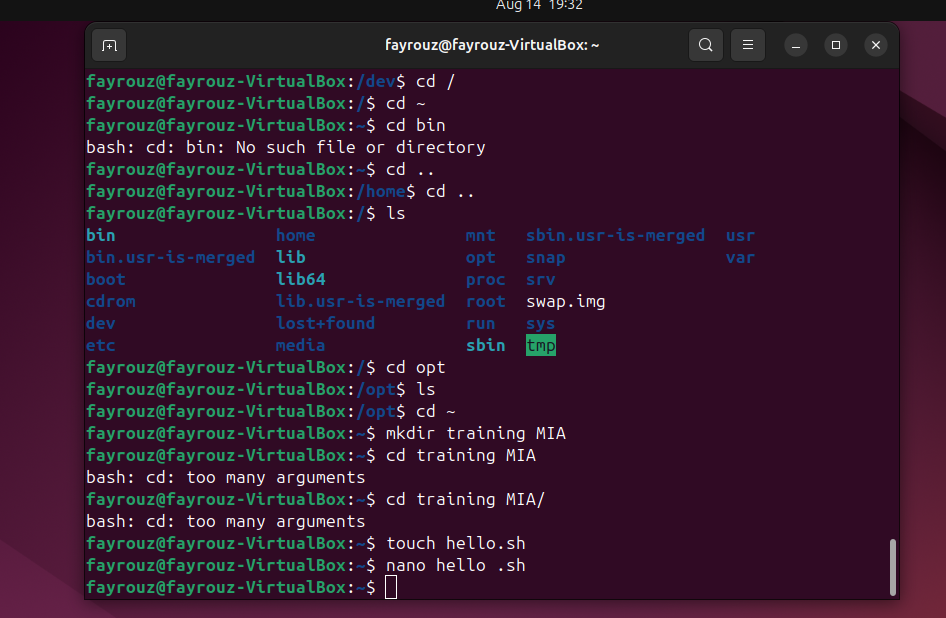 Aug 14 19:32
fayrouz@fayrouz-VirtualBox: ~
fayrouz@fayrouz-VirtualBox:/dev$ cd /
fayrouz@fayrouz-VirtualBox:/$ cd ~
fayrouz@fayrouz-VirtualBox:~$ cd bin
bash: cd: bin: No such file or directory
fayrouz@fayrouz-VirtualBox:~$ cd ..
fayrouz@fayrouz-VirtualBox:/home$ cd ..
fayrouz@fayrouz-VirtualBox:/$ ls
bin home mnt sbin.usr-is-merged usr
bin.usr-is-merged lib opt snap var
boot lib64 proc srv
cdrom lib.usr-is-merged root swap.img
dev lost+found run sys
etc media sbin tmp
fayrouz@fayrouz-VirtualBox:/$ cd opt
fayrouz@fayrouz-VirtualBox:/opt$ ls
fayrouz@fayrouz-VirtualBox:/opt$ cd ~
fayrouz@fayrouz-VirtualBox:~$ mkdir training MIA
fayrouz@fayrouz-VirtualBox:~$ cd training MIA
bash: cd: too many arguments
fayrouz@fayrouz-VirtualBox:~$ cd training MIA/
bash: cd: too many arguments
fayrouz@fayrouz-VirtualBox:~$ touch hello.sh
fayrouz@fayrouz-VirtualBox:~$ nano hello .sh
fayrouz@fayrouz-VirtualBox:~$